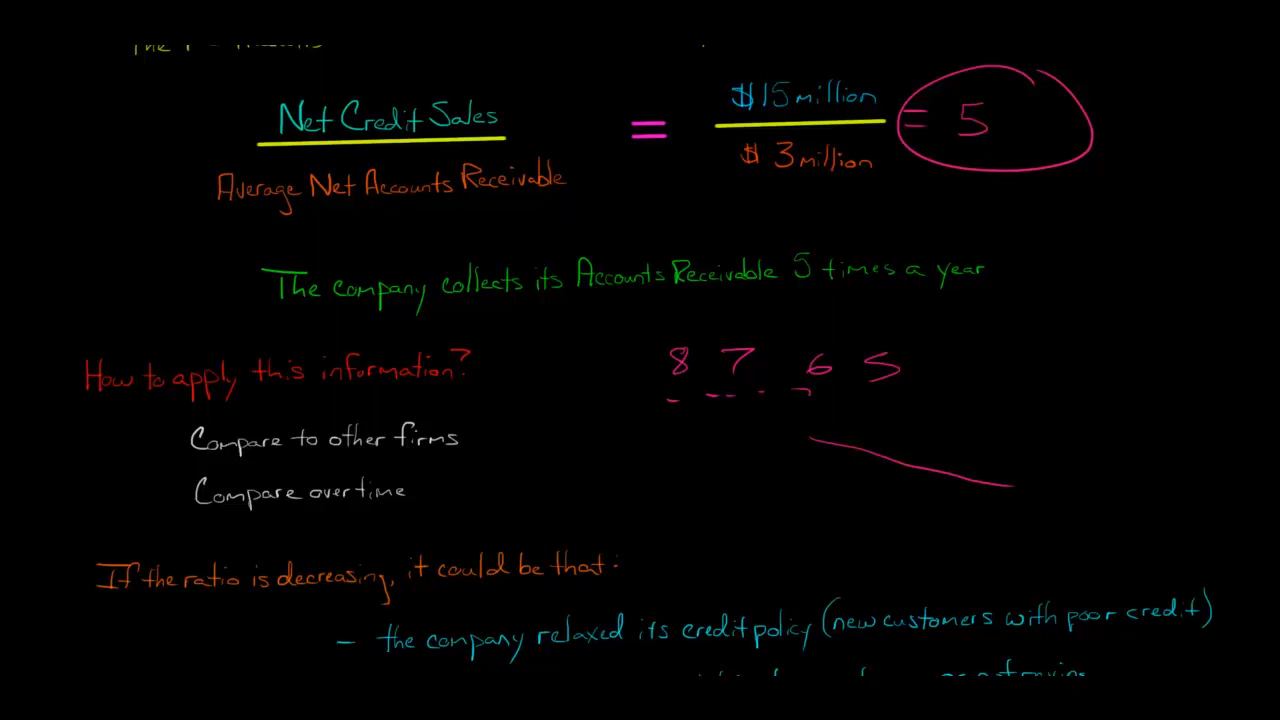 The
Net Credit Sales = $15 million = 5
Average Net Accounts Receivable $ 3 million
The company collects its Accounts Receivable 5 times a year
8 7 6 5
How to apply this information?
Compare to other firms
Compare overtime
If the ratio is decreasing, it could be that:
- the company relaxed its credit policy (new customers with poor credit)